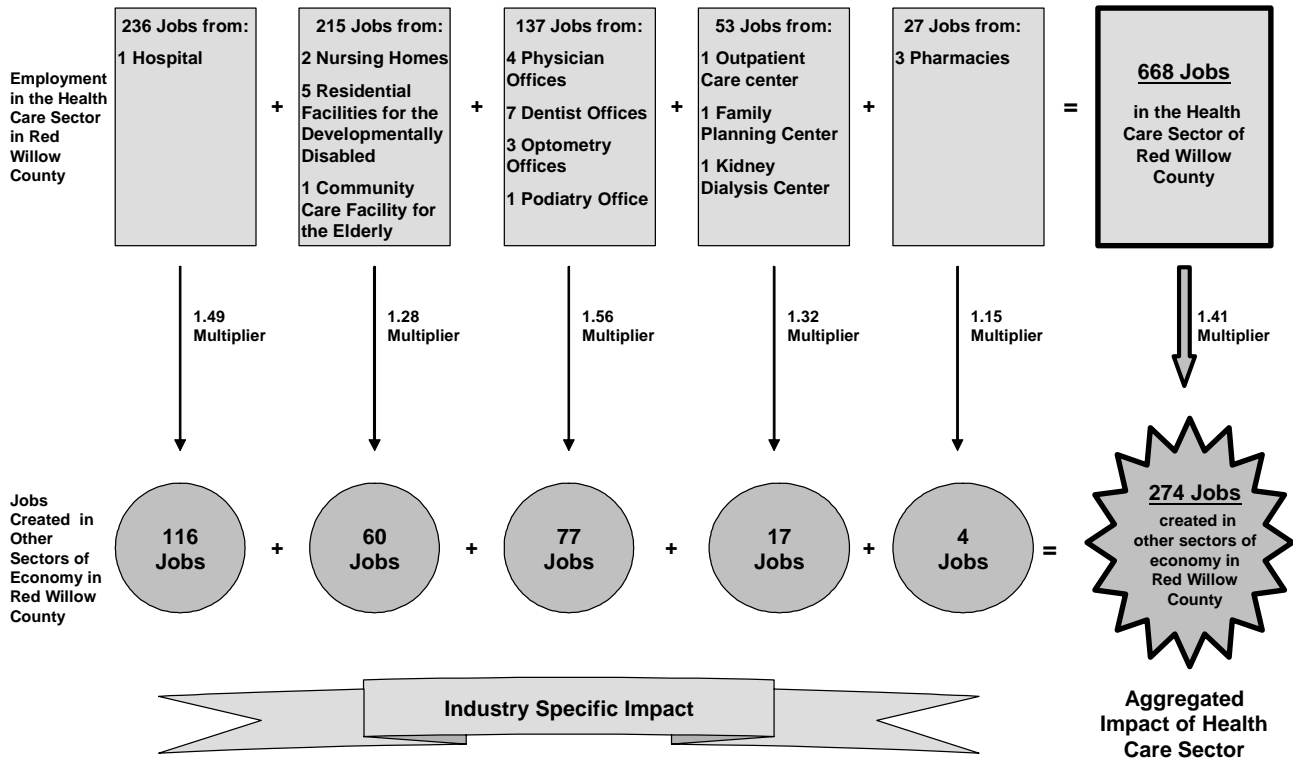 Employment
in the Health
Care Sector
in Red
Willow
County
236 Jobs from:
1 Hospital
+
215 Jobs from:
2 Nursing Homes
5 Residential
Facilities for the
Developmentally
Disabled
1 Community
Care Facility for
the Elderly
+
137 Jobs from:
4 Physician
Offices
7 Dentist Offices
3 Optometry
Offices
1 Podiatry Office
+
53 Jobs from:
1 Outpatient
Care center
1 Family
Planning Center
1 Kidney
Dialysis Center
+
27 Jobs from:
3 Pharmacies
=
668 Jobs
in the Health
Care Sector of
Red Willow
County
1.49
Multiplier
1.28
Multiplier
1.56
Multiplier
1.32
Multiplier
1.15
Multiplier
1.41
Multiplier
Jobs
Created in
Other
Sectors of
Economy in
Red Willow
County
116
Jobs
+
60
Jobs
+
77
Jobs
+
17
Jobs
+
4
Jobs
=
274 Jobs
created in
other sectors of
economy in
Red Willow
County
Industry Specific Impact
Aggregated
Impact of Health
Care Sector